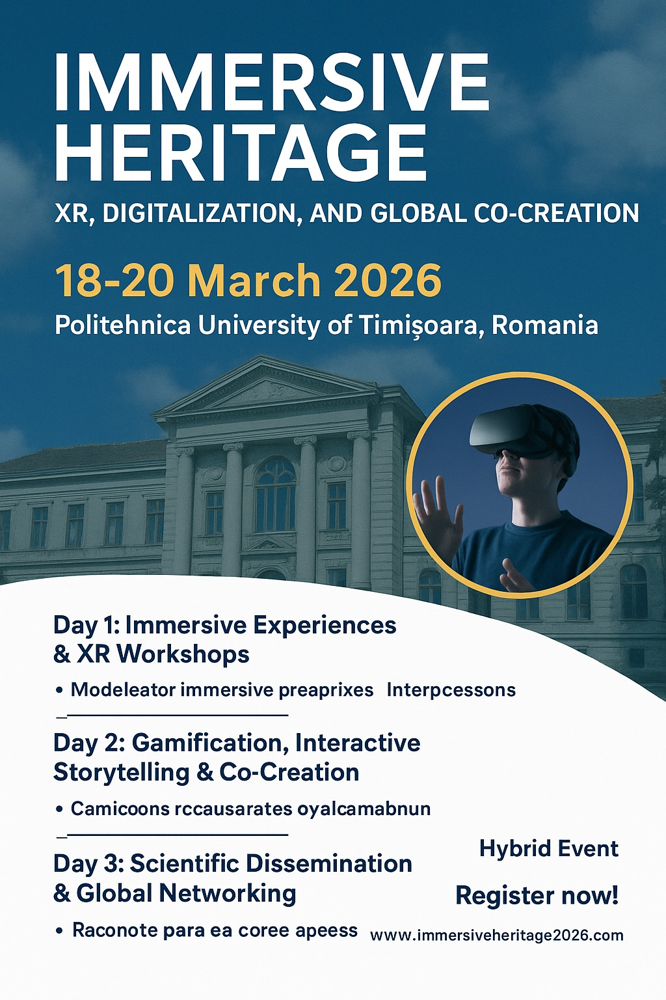 IMMERSIVE
HERITAGE
XR, DIGITALIZATION, AND GLOBAL CO-CREATION
18-20 March 2026
Politehnica University of Timișoara, Romania
Day 1: Immersive Experiences
& XR Workshops
• Modeleator immersive preaprixes Interpcessons
Day 2: Gamification, Interactive
Storytelling & Co-Creation
• Camicoons rccausarates oyalcamabnun
Day 3: Scientific Dissemination
& Global Networking
• Raconote para ea coree apeess
Hybrid Event
Register now!
www.immersiveheritage2026.com